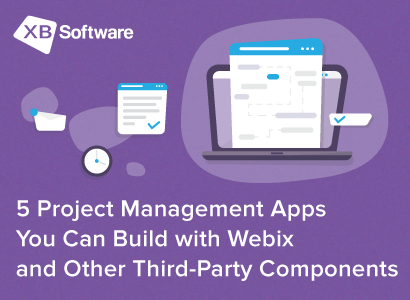 XB Software
5 Project Management Apps
You Can Build with Webix
and Other Third-Party Components